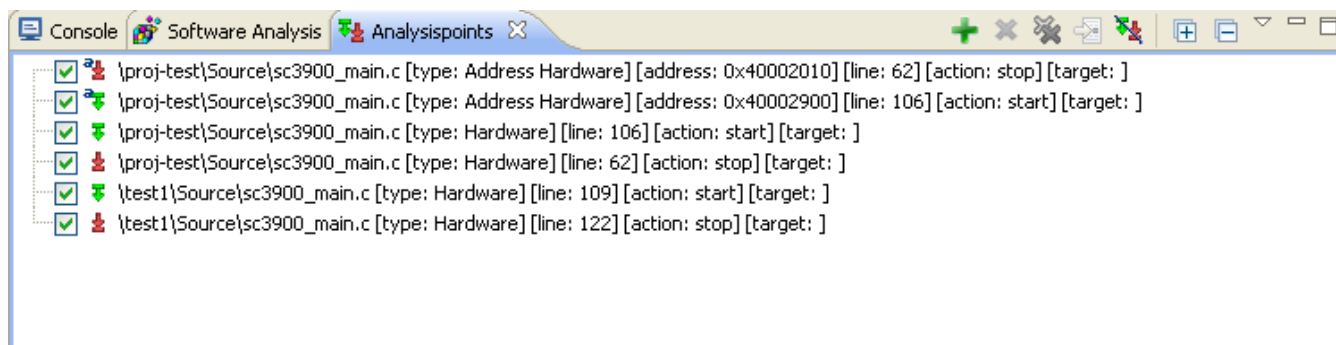 Console Software Analysis Analysispoints
a \proj-test\Source\sc3900_main.c [type: Address Hardware] [address: 0x40002010] [line: 62] [action: stop] [target: ]
a \proj-test\Source\sc3900_main.c [type: Address Hardware] [address: 0x40002900] [line: 106] [action: start] [target: ]
\proj-test\Source\sc3900_main.c [type: Hardware] [line: 106] [action: start] [target: ]
\proj-test\Source\sc3900_main.c [type: Hardware] [line: 62] [action: stop] [target: ]
\test1\Source\sc3900_main.c [type: Hardware] [line: 109] [action: start] [target: ]
\test1\Source\sc3900_main.c [type: Hardware] [line: 122] [action: stop] [target: ]